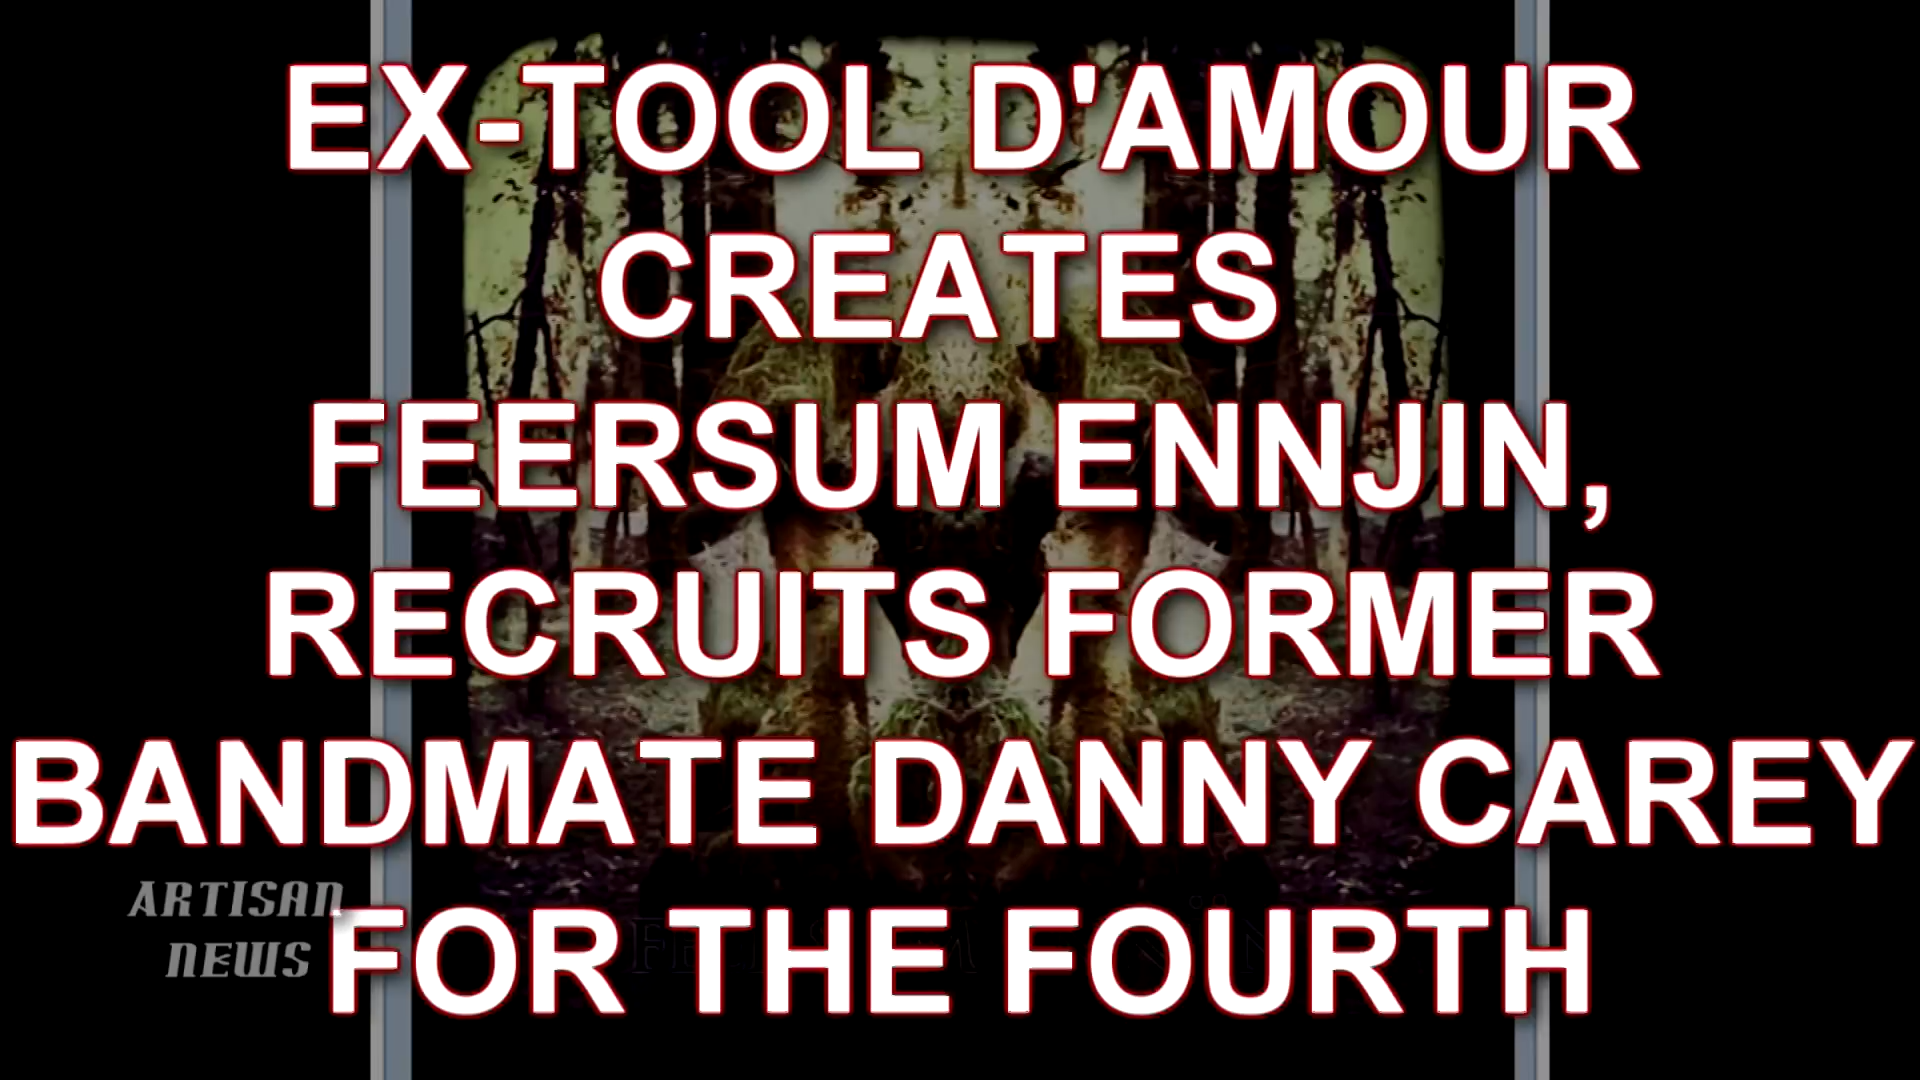 EX-TOOL D'AMOUR
CREATES
FEERSUM ENNJIN,
RECRUITS FORMER
BANDMATE DANNY CAREY
FOR THE FOURTH
ARTISAN
NEWS